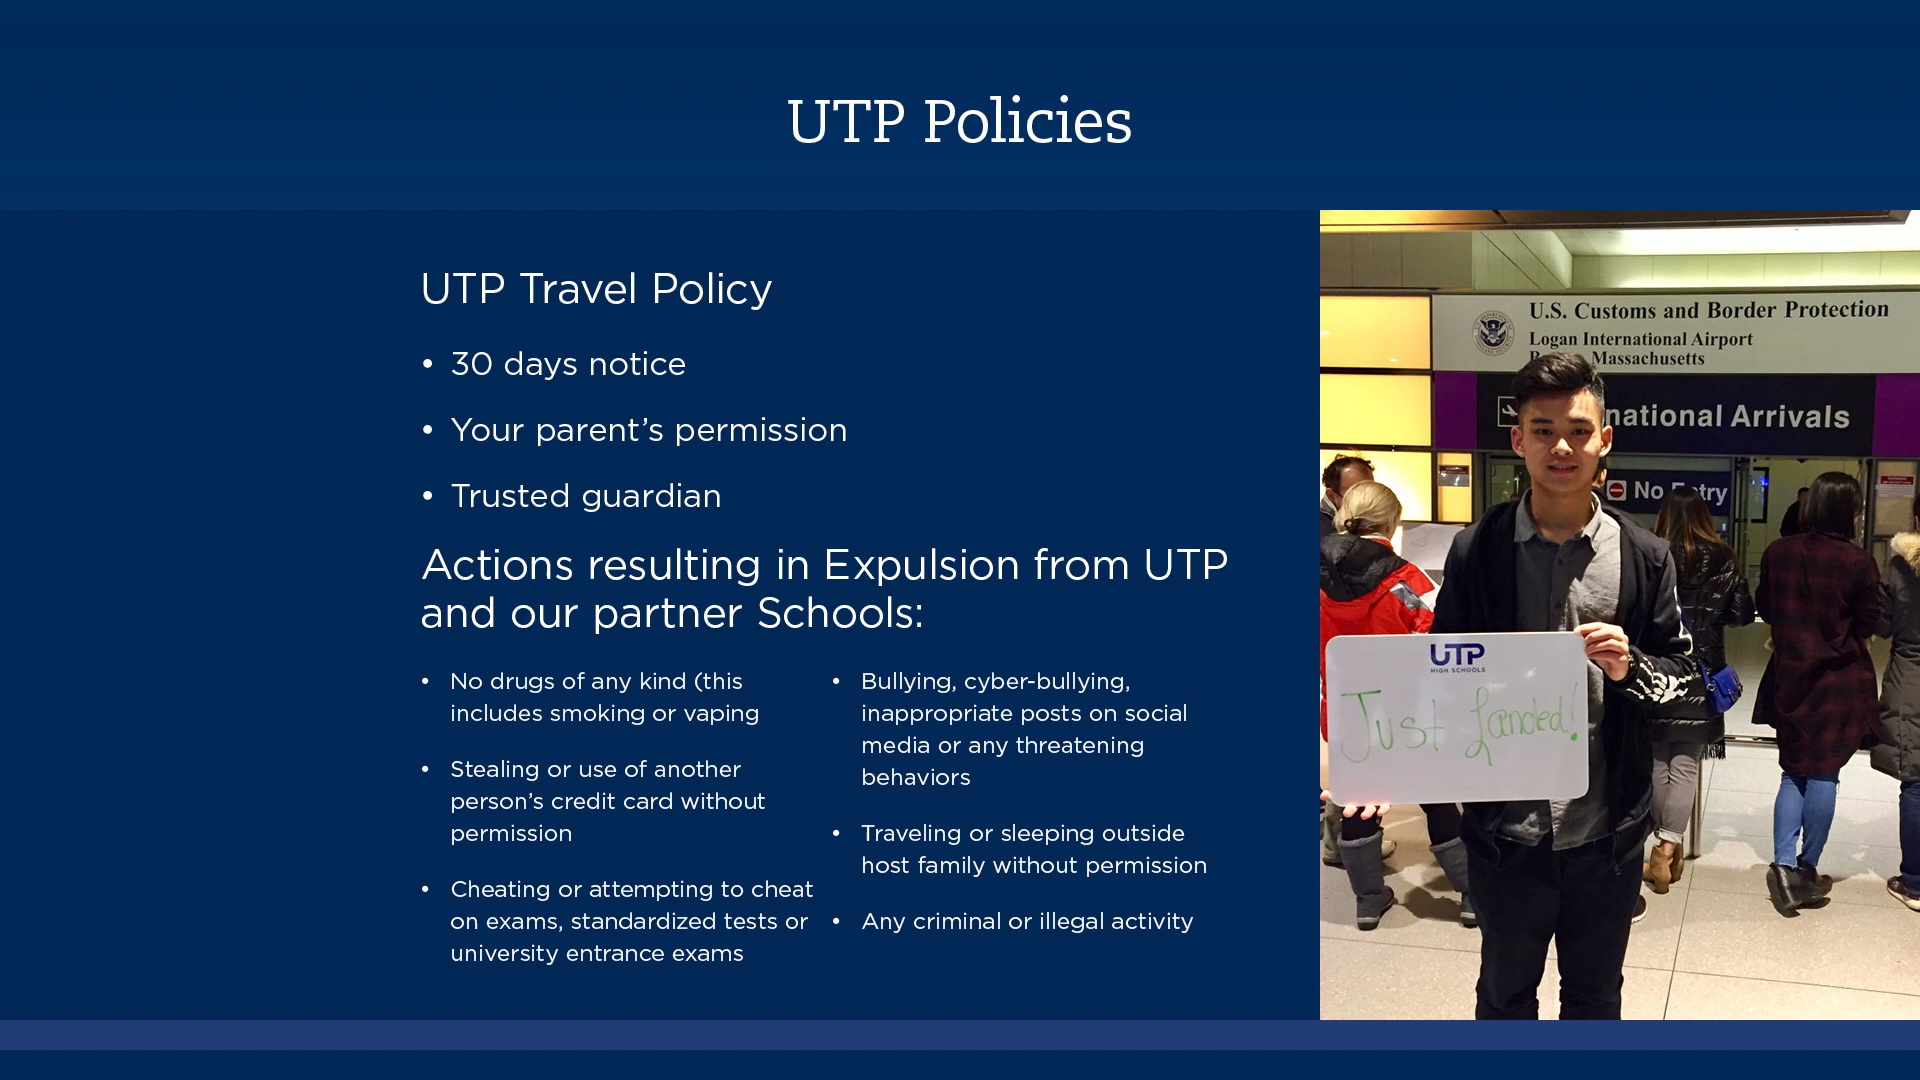 UTP Policies
UTP Travel Policy
• 30 days notice
• Your parent’s permission
• Trusted guardian
Actions resulting in Expulsion from UTP
and our partner Schools:
• No drugs of any kind (this
includes smoking or vaping
• Stealing or use of another
person’s credit card without
permission
• Cheating or attempting to cheat
on exams, standardized tests or
university entrance exams
• Bullying, cyber-bullying,
inappropriate posts on social
media or any threatening
behaviors
• Traveling or sleeping outside
host family without permission
• Any criminal or illegal activity
U.S. Customs and Border Protection
Logan International Airport
Massachusetts
Arrivals
No
UTP
HIGH SCHOOLS
Just Landed!